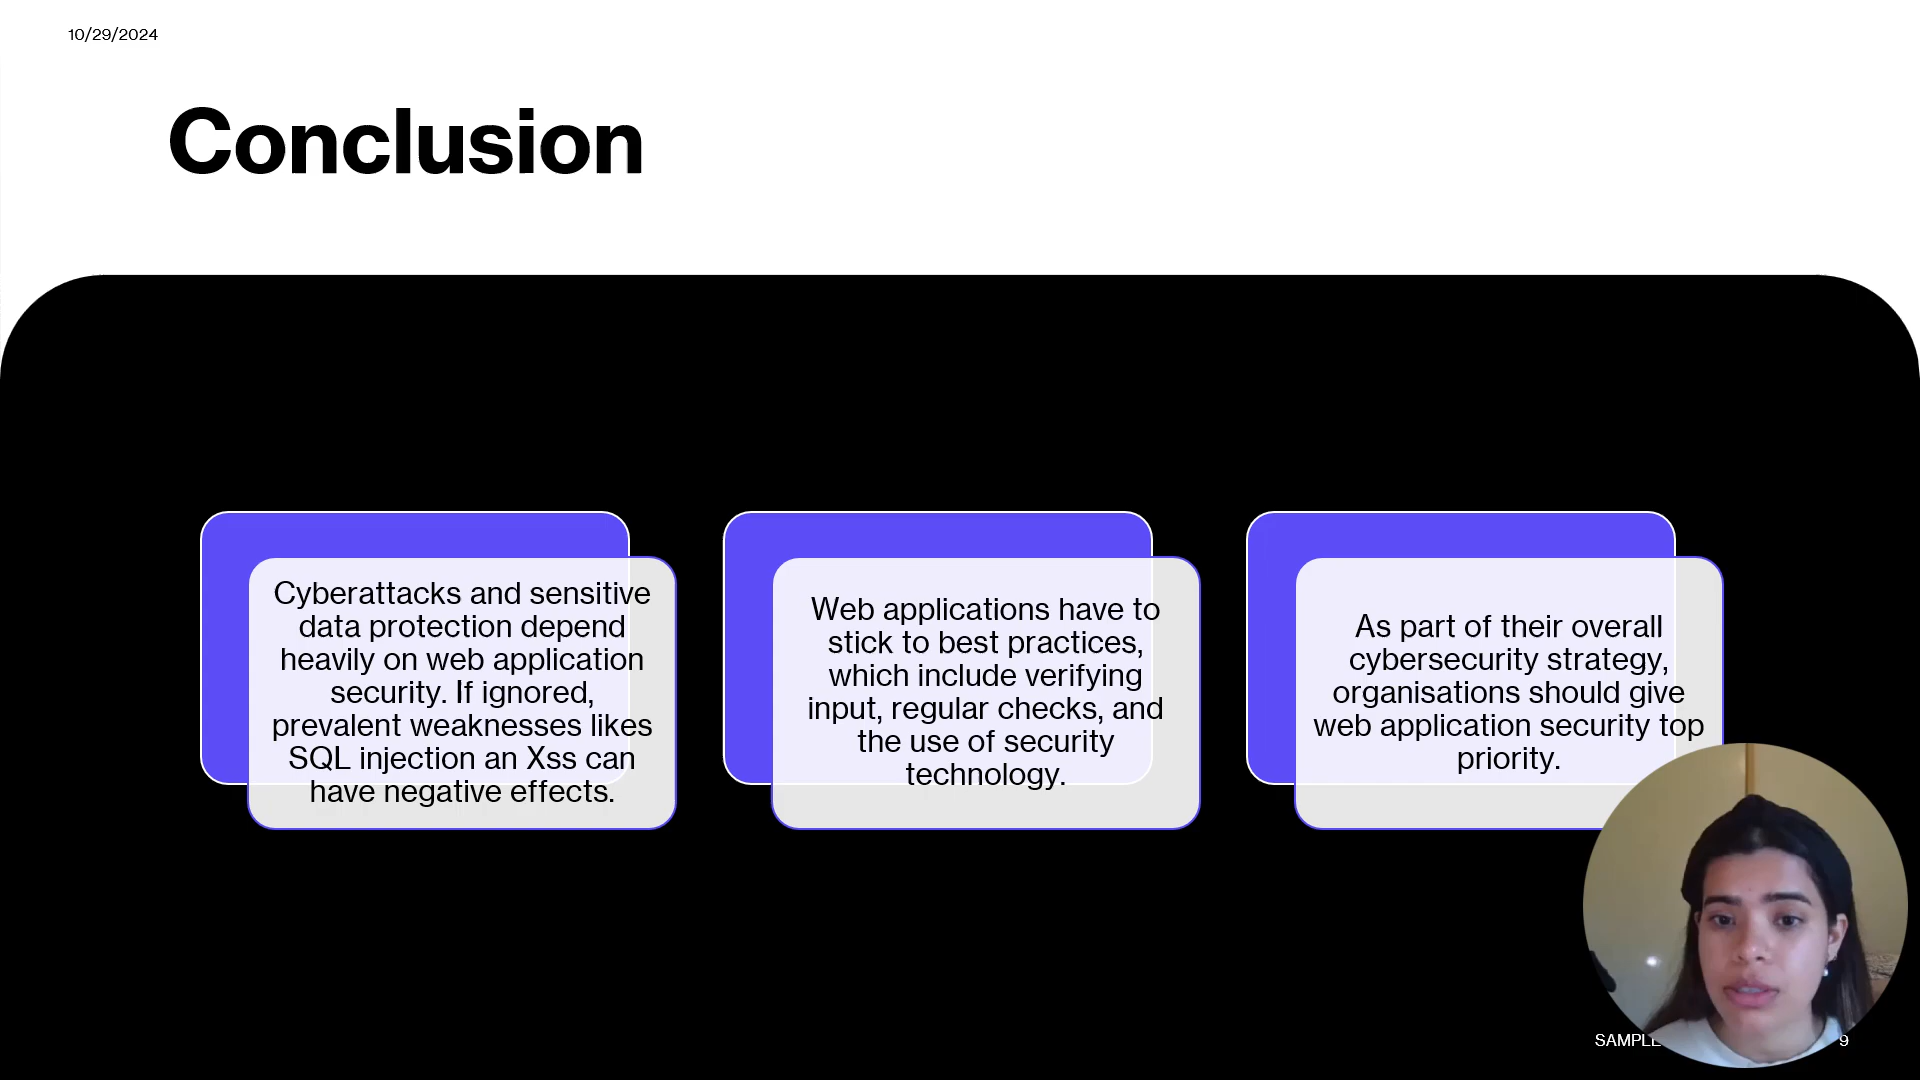 10/29/2024
Conclusion
Cyberattacks and sensitive
data protection depend
heavily on web application
security. If ignored,
prevalent weaknesses likes
SQL injection an Xss can
have negative effects.
Web applications have to
stick to best practices,
which include verifying
input, regular checks, and
the use of security
technology.
As part of their overall
cybersecurity strategy,
organisations should give
web application security top
priority.
SAMPLE
9